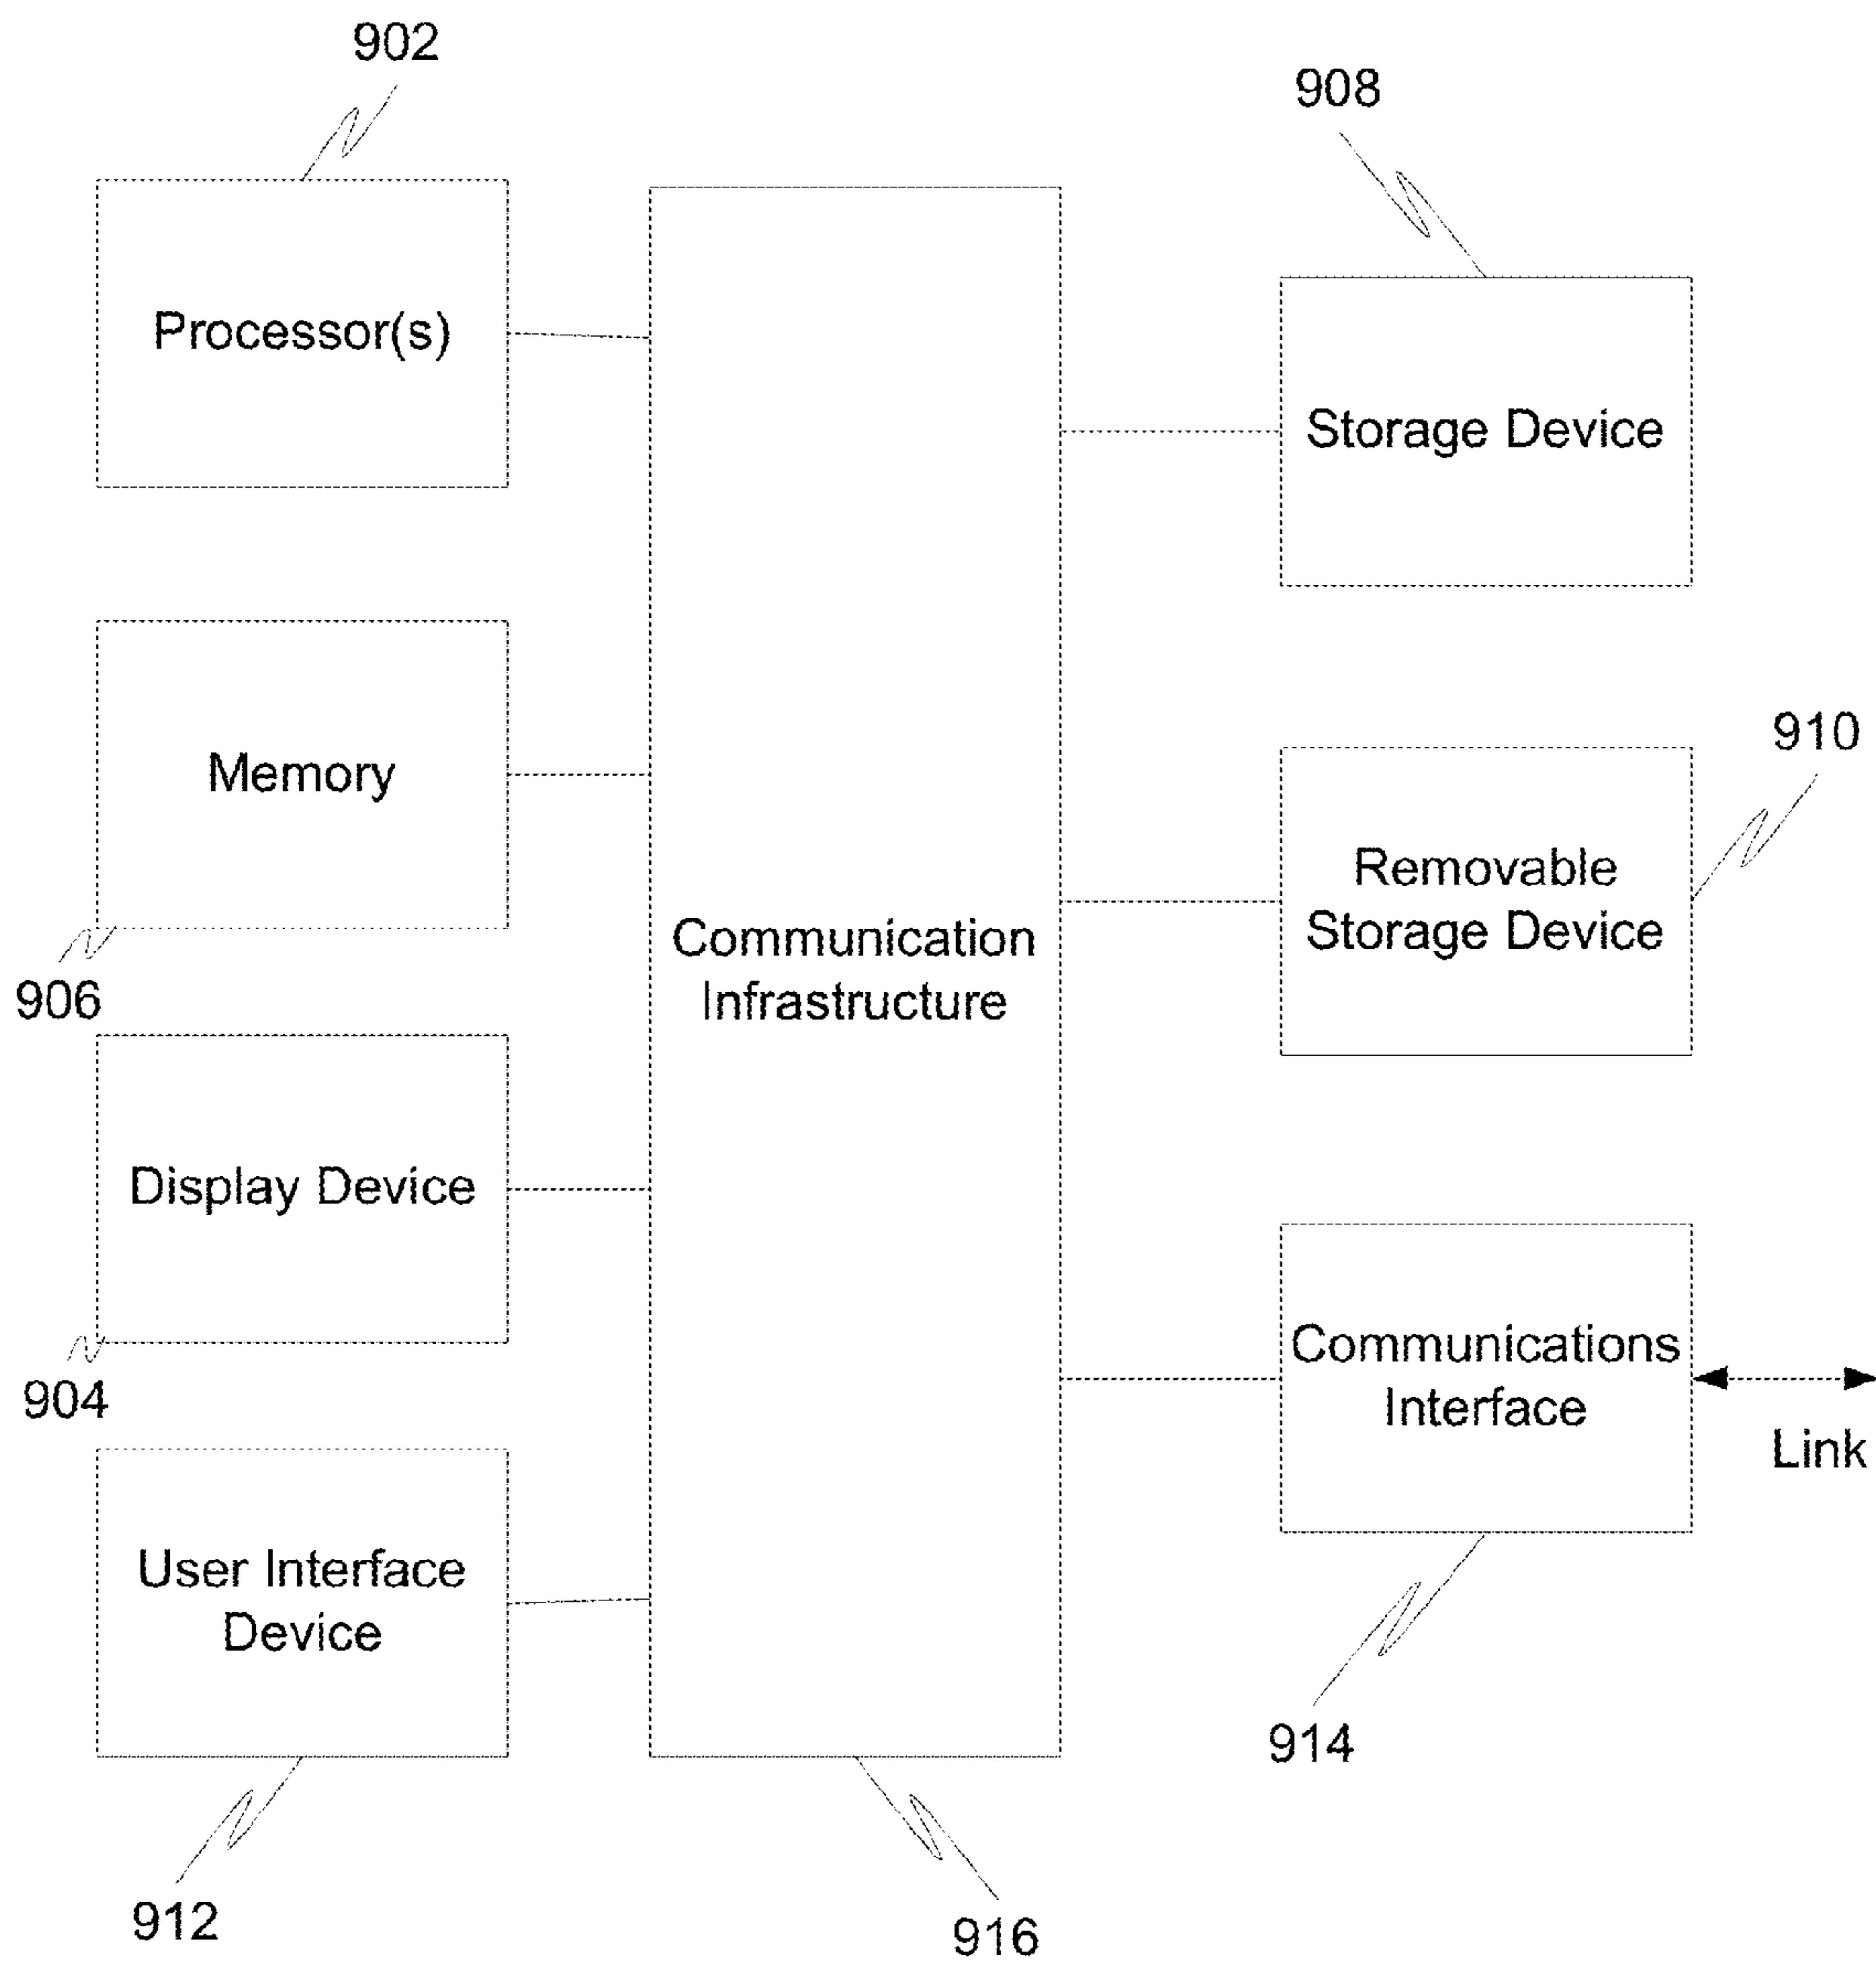 902
908
Processor(s)
Storage Device
910
Memory
Removable
Storage Device
906
Communication
Infrastructure
Display Device
904
Communications
Interface
Link
User Interface
Device
914
912
916